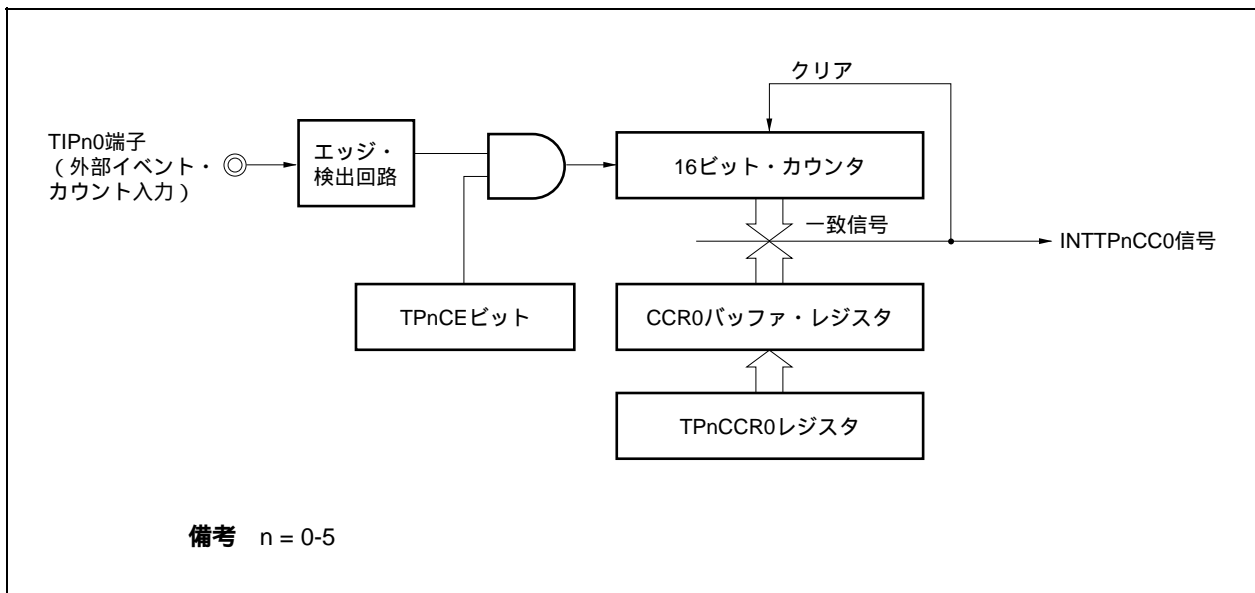 クリア
TIPn0端子
（外部イベント・
カウント入力）
エッジ・
検出回路
16ビット・カウンタ
一致信号
INTTPnCC0信号
TPnCEビット
CCR0バッファ・レジスタ
TPnCCR0レジスタ
備考 n = 0-5